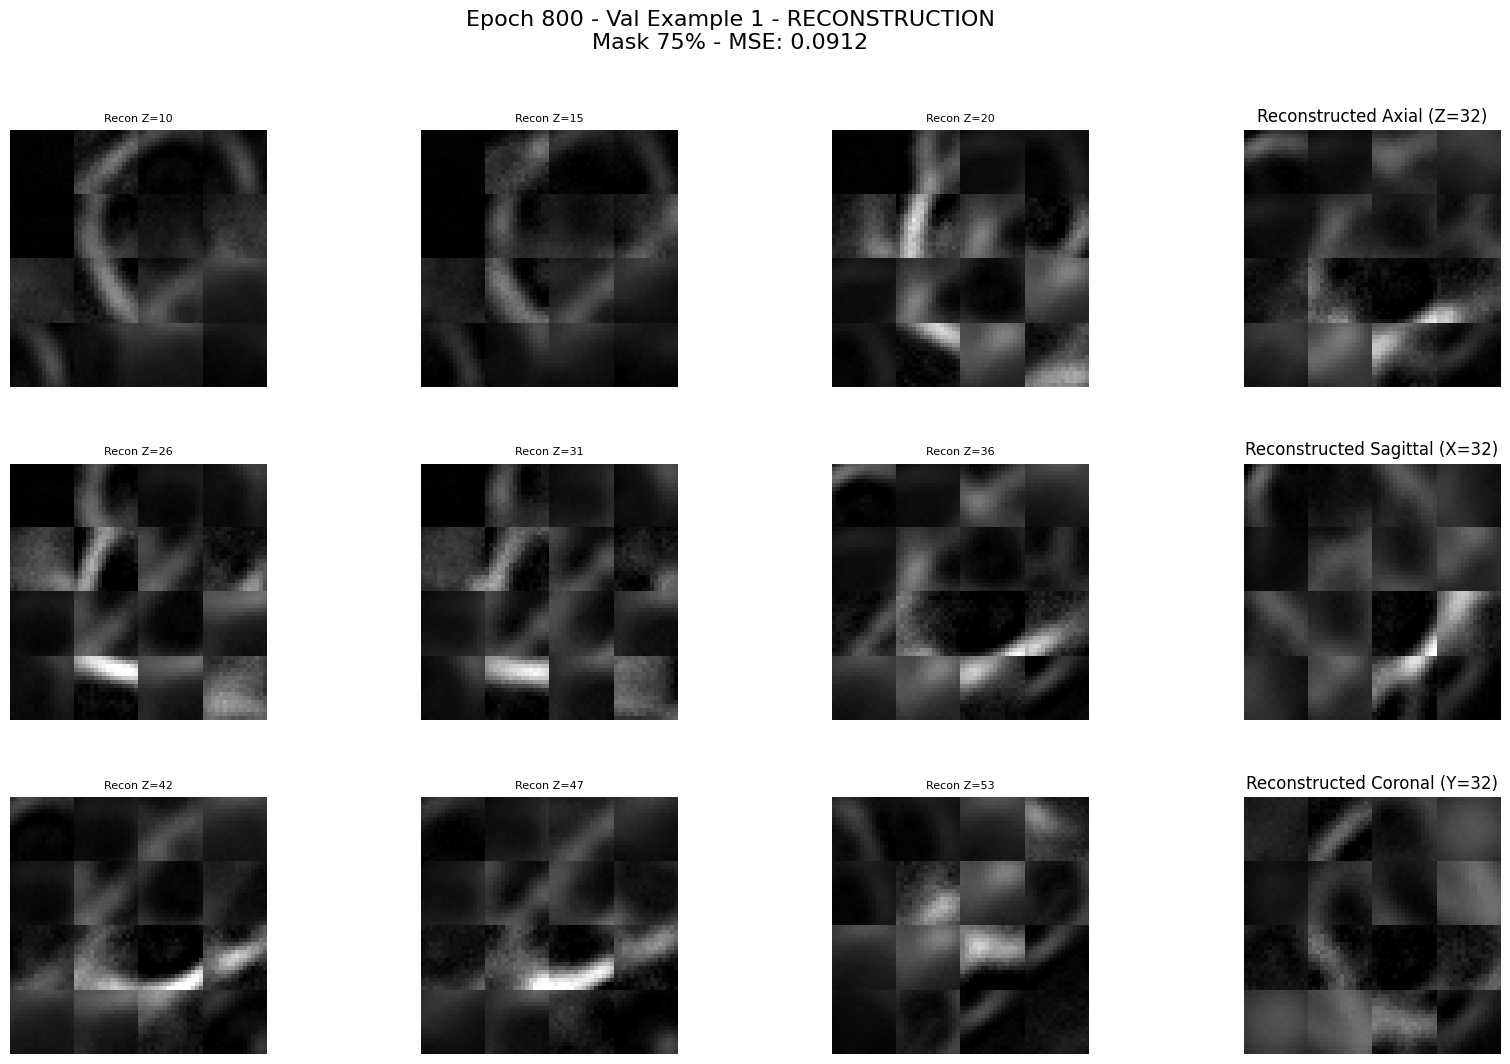 Epoch 800 - Val Example 1 - RECONSTRUCTION
Mask 75% - MSE: 0.0912
Recon Z=10
Recon Z=15
Recon Z=20
Reconstructed Axial (Z=32)
Recon Z=26
Recon Z=31
Recon Z=36
Reconstructed Sagittal (X=32)
Recon Z=42
Recon Z=47
Recon Z=53
Reconstructed Coronal (Y=32)